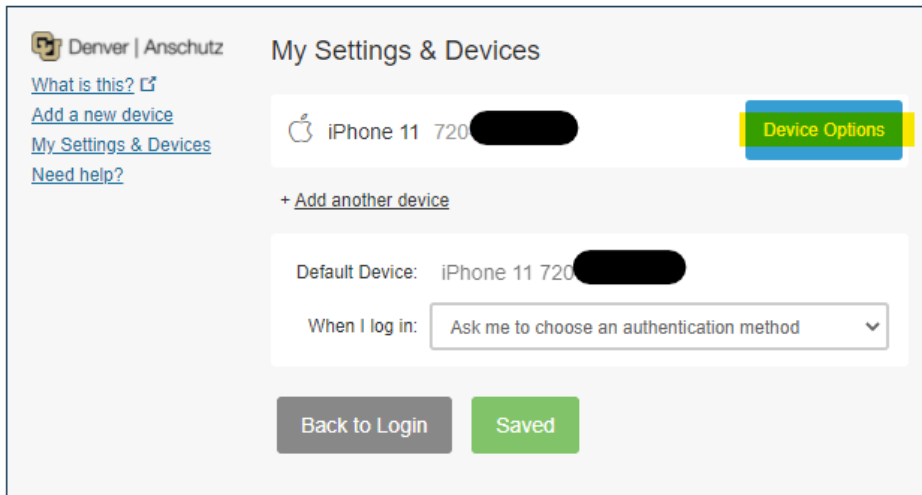 Denver | Anschutz
What is this?
Add a new device
My Settings & Devices
Need help?
My Settings & Devices
iPhone 11 720
Device Options
+ Add another device
Default Device: iPhone 11 720
When I log in: Ask me to choose an authentication method
Back to Login
Saved